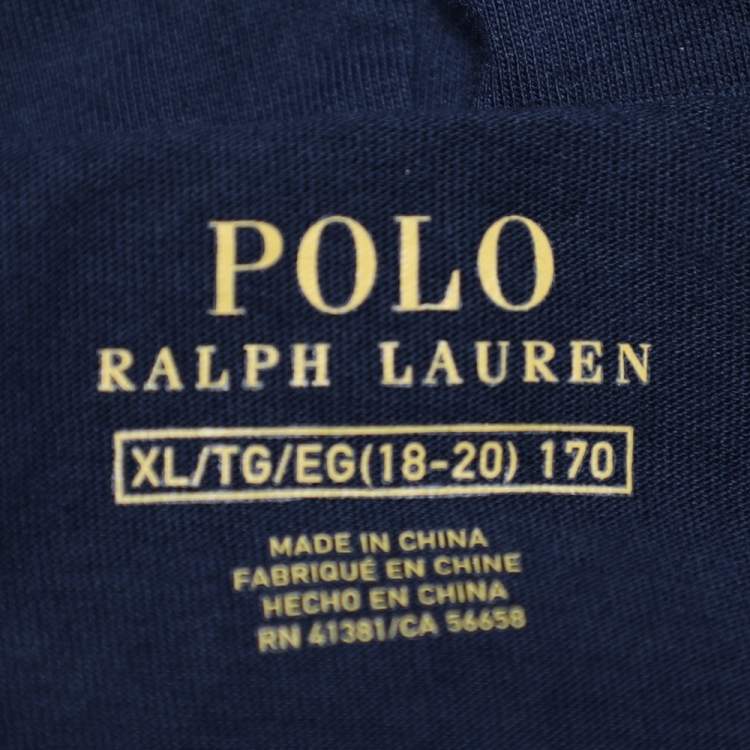 POLO
RALPH LAUREN
XL/TG/EG(18-20) 170
MADE IN CHINA
FABRIQUÉ EN CHINE
HECHO EN CHINA
RN 41381/CA 56658